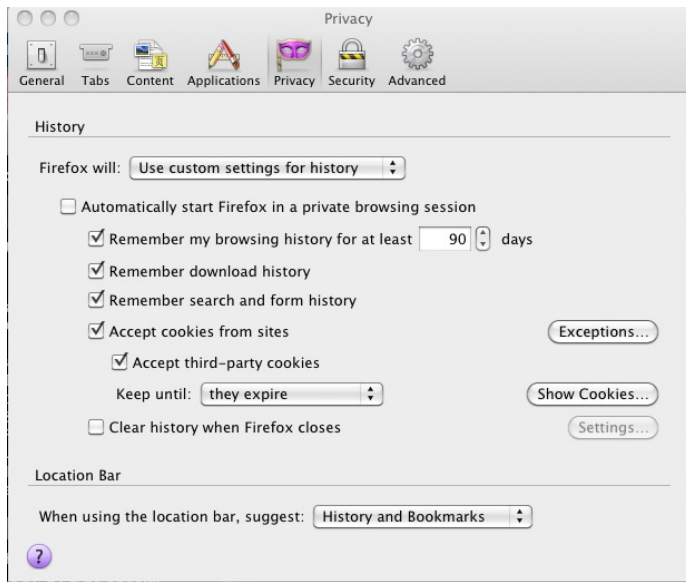 Privacy
General Tabs Content Applications Privacy Security Advanced
History
Firefox will: Use custom settings for history
Automatically start Firefox in a private browsing session
Remember my browsing history for at least 90 days
Remember download history
Remember search and form history
Accept cookies from sites Exceptions...
Accept third-party cookies
Keep until: they expire Show Cookies...
Clear history when Firefox closes Settings...
Location Bar
When using the location bar, suggest: History and Bookmarks
?